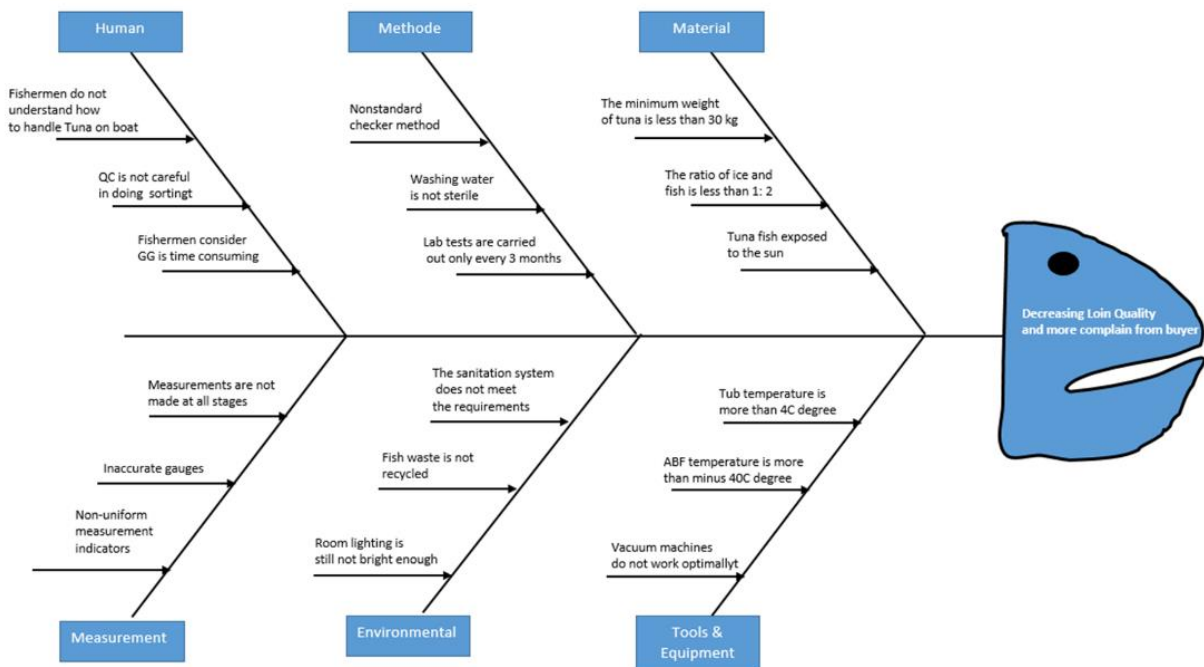 Human
Methode
Material
Fishermen do not
understand how
to handle Tuna on boat
QC is not careful
in doing sortingt
Fishermen consider
GG is time consuming
Nonstandard
checker method
Washing water
is not sterile
Lab tests are carried
out only every 3 months
The minimum weight
of tuna is less than 30 kg
The ratio of ice and
fish is less than 1: 2
Tuna fish exposed
to the sun
Decreasing Loin Quality
and more complain from buyer
Measurements are not
made at all stages
Inaccurate gauges
Non-uniform
measurement
indicators
The sanitation system
does not meet
the requirements
Fish waste is not
recycled
Room lighting is
still not bright enough
Tub temperature is
more than 4C degree
ABF temperature is more
than minus 40C degree
Vacuum machines
do not work optimallyt
Measurement
Environmental
Tools &
Equipment